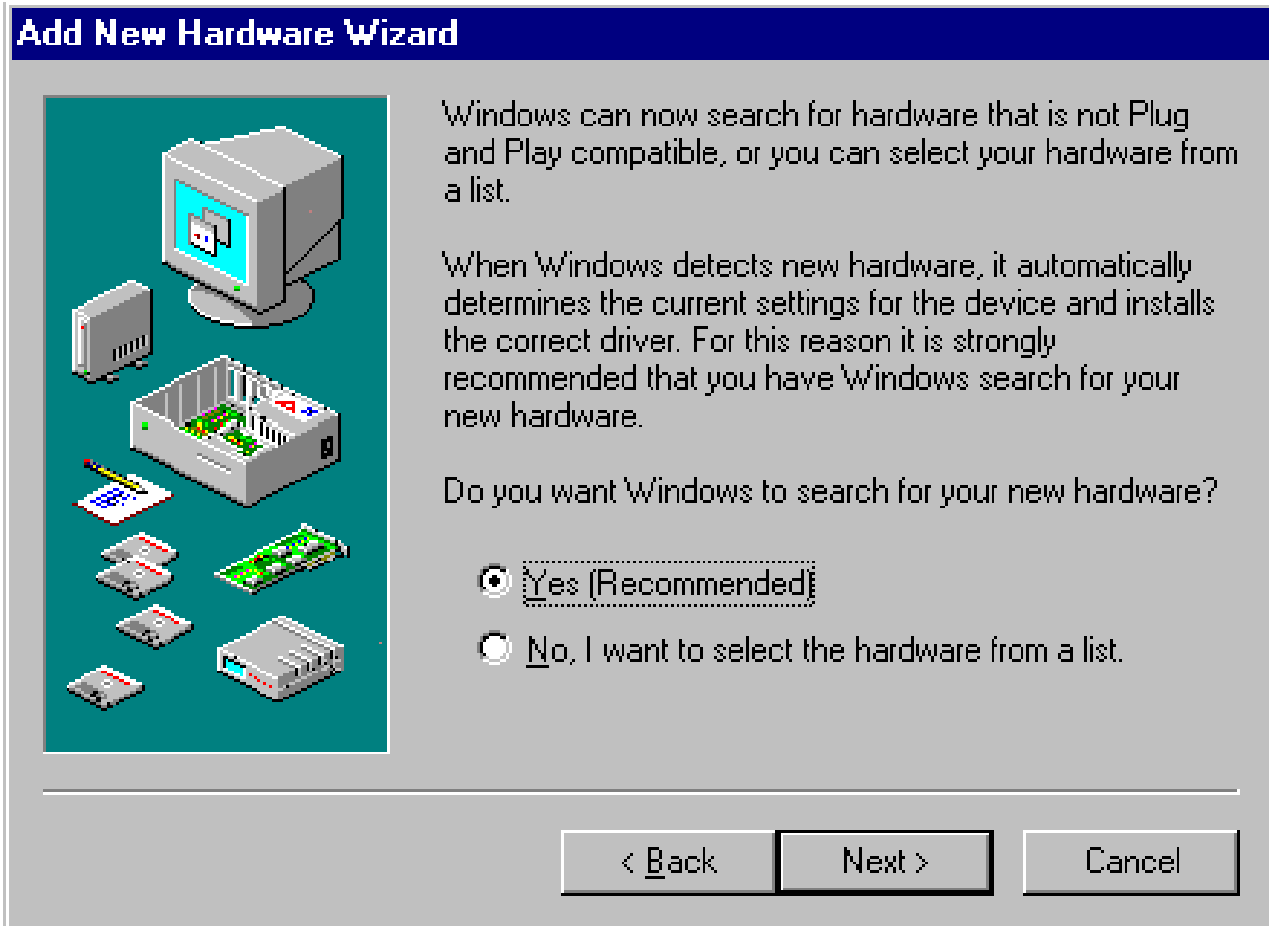 Add New Hardware Wizard
Windows can now search for hardware that is not Plug
and Play compatible, or you can select your hardware from
a list.
When Windows detects new hardware, it automatically
determines the current settings for the device and installs
the correct driver. For this reason it is strongly
recommended that you have Windows search for your
new hardware.
Do you want Windows to search for your new hardware?
Yes (Recommended)
No, I want to select the hardware from a list.
< Back
Next >
Cancel